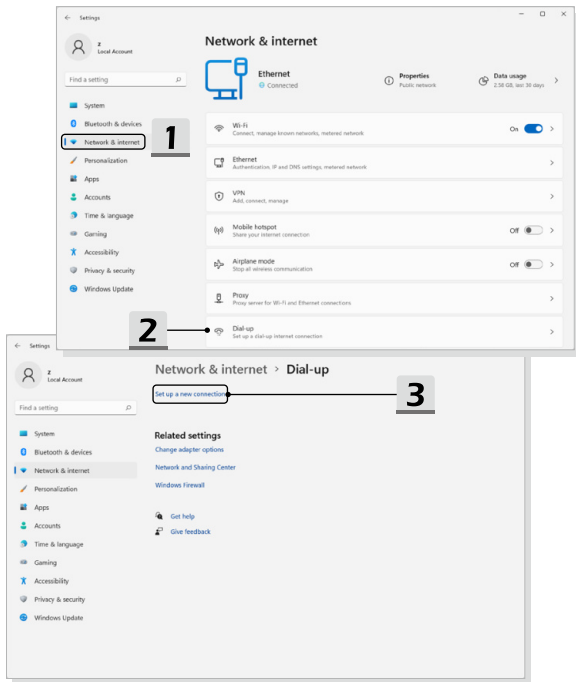 Settings
z
Local Account
Find a setting
System
Bluetooth & devices
Network & internet
Personalization
Apps
Accounts
Time & language
Gaming
Accessibility
Privacy & security
Windows Update
1
Network & internet
Ethernet
Connected
Properties
Public network
Data usage
2.58 GB, last 30 days
Wi-Fi
Connect, manage known networks, metered network
On
Ethernet
Authentication, IP and DNS settings, metered network
VPN
Add, connect, manage
Mobile hotspot
Share your internet connection
Off
Airplane mode
Stop all wireless communication
Off
Proxy
Proxy server for Wi-Fi and Ethernet connections
2
Dial-up
Set up a dial-up internet connection
Settings
z
Local Account
Find a setting
System
Bluetooth & devices
Network & internet
Personalization
Apps
Accounts
Time & language
Gaming
Accessibility
Privacy & security
Windows Update
Network & internet > Dial-up
Set up a new connection
3
Related settings
Change adapter options
Network and Sharing Center
Windows Firewall
Get help
Give feedback